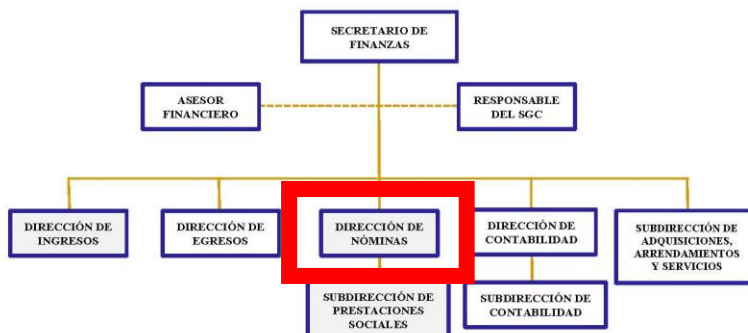 SECRETARIO DE
FINANZAS
ASESOR
FINANCIERO
RESPONSABLE
DEL SGC
DIRECCIÓN DE
INGRESOS
DIRECCIÓN DE
EGRESOS
DIRECCIÓN DE
NÓMINAS
DIRECCIÓN DE
CONTABILIDAD
SUBDIRECCIÓN DE
ADQUISICIONES,
ARRENDAMIENTOS
Y SERVICIOS
SUBDIRECCIÓN DE
PRESTACIONES
SOCIALES
SUBDIRECCIÓN DE
CONTABILIDAD